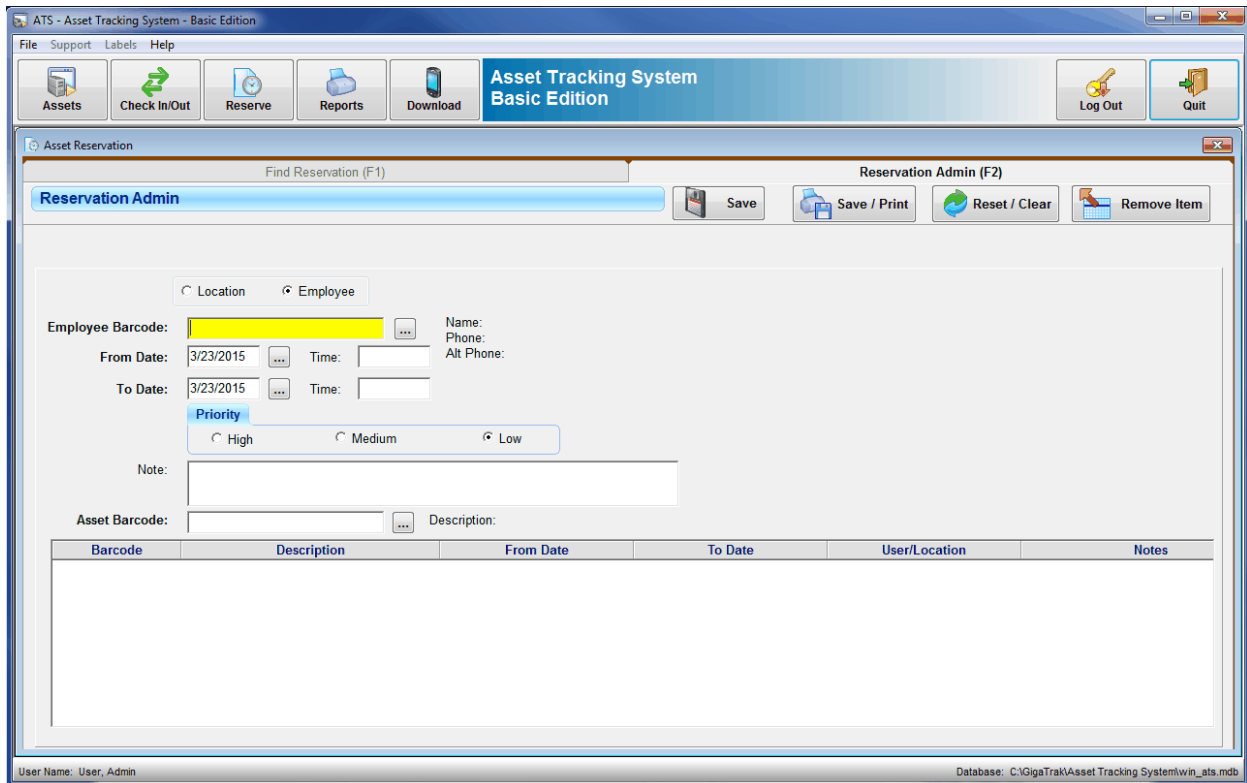 ATS - Asset Tracking System - Basic Edition
File Support Labels Help
Assets Check In/Out Reserve Reports Download
Asset Tracking System
Basic Edition
Log Out Quit
Asset Reservation
Find Reservation (F1) Reservation Admin (F2)
Reservation Admin Save Save / Print Reset / Clear Remove Item
Location Employee
Employee Barcode: ... Name:
Phone:
From Date: 3/23/2015 ... Time: Alt Phone:
To Date: 3/23/2015 ... Time:
Priority
High Medium Low
Note:
Asset Barcode: ... Description:
Barcode Description From Date To Date User/Location Notes
User Name: User, Admin Database: C:\GigaTrak\Asset Tracking System\win_ats.mdb